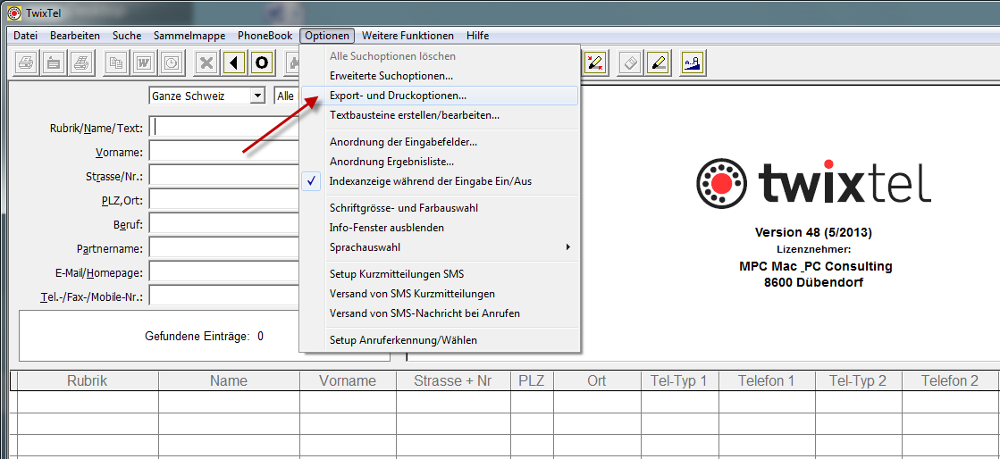 TwixTel
Datei Bearbeiten Suche Sammelmappe PhoneBook Optionen Weitere Funktionen Hilfe
Alle Suchoptionen löschen
Erweiterte Suchoptionen...
Export- und Druckoptionen...
Textbausteine erstellen/bearbeiten...
Anordnung der Eingabefelder...
Anordnung Ergebnisliste...
Indexanzeige während der Eingabe Ein/Aus
Schriftgrösse- und Farbauswahl
Info-Fenster ausblenden
Sprachauswahl
Setup Kurzmitteilungen SMS
Versand von SMS Kurzmitteilungen
Versand von SMS-Nachricht bei Anrufen
Setup Anruferkennung/Wählen
Ganze Schweiz Alle
Rubrik/Name/Text:
Vorname:
Strasse/Nr.:
PLZ,Ort:
Beruf:
Partnername:
E-Mail/Homepage:
Tel.-/Fax-/Mobile-Nr.:
Gefundene Einträge: 0
twixtel
Version 48 (5/2013)
Lizenznehmer:
MPC Mac _PC Consulting
8600 Dübendorf
Rubrik Name Vorname Strasse + Nr PLZ Ort Tel-Typ 1 Telefon 1 Tel-Typ 2 Telefon 2